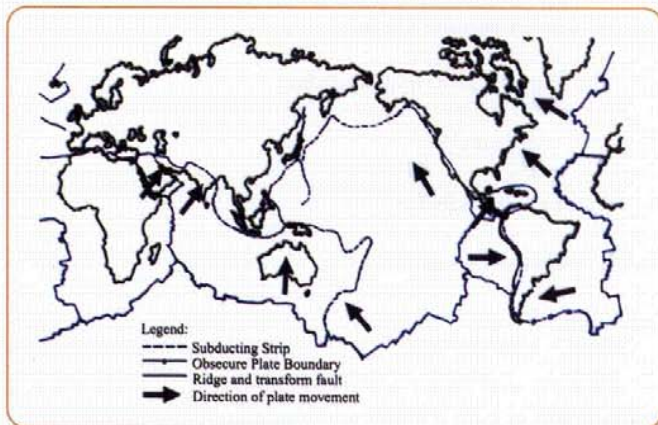 Legend:
Subducting Strip
Obsecure Plate Boundary
Ridge and transform fault
Direction of plate movement